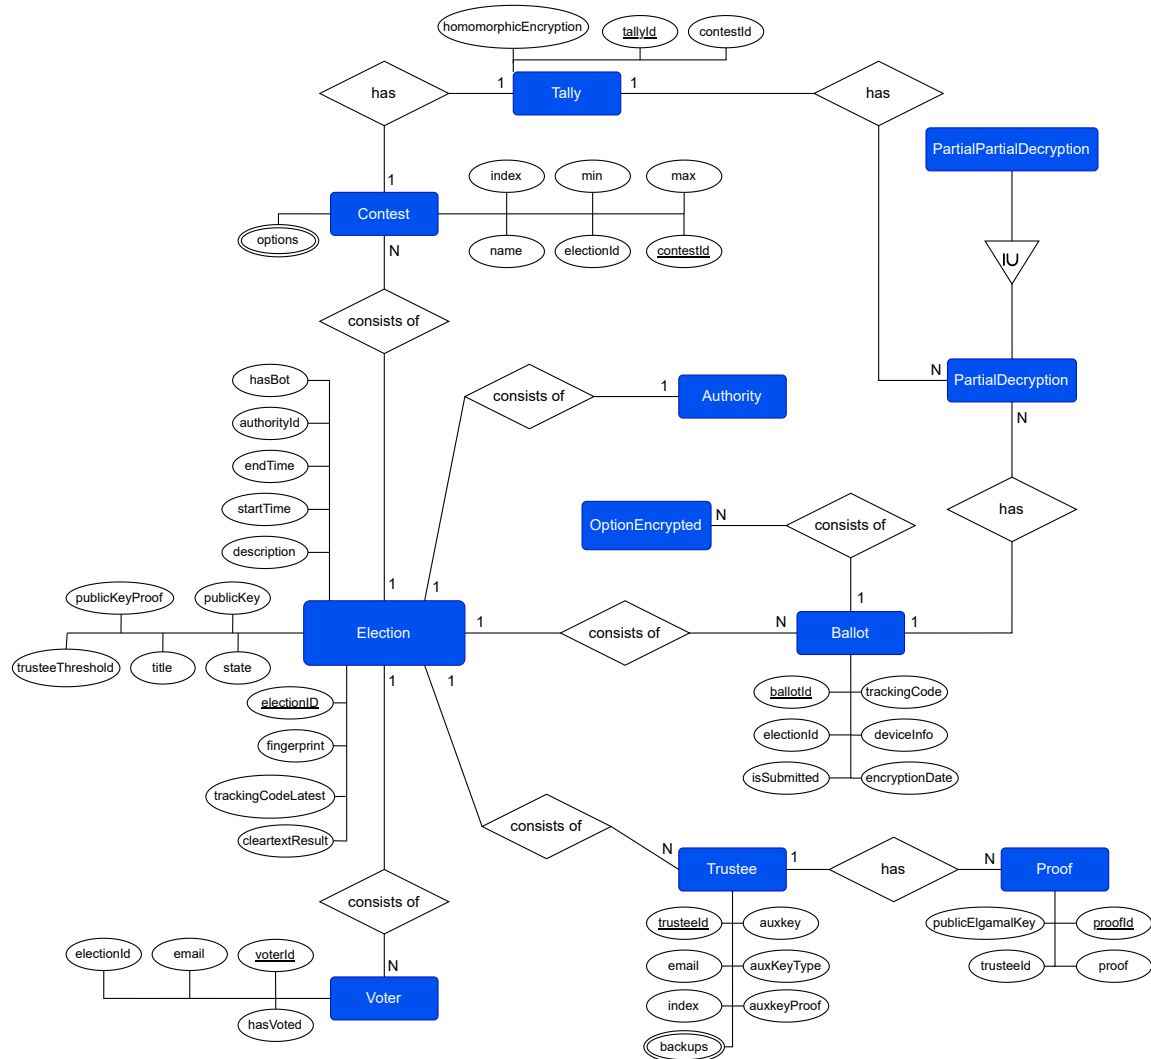 homomorphicEncryption
tallyId
contestId
has
1
Tally
1
has
PartialPartialDecryption
1
index
min
max
Contest
options
N
name
electionId
contestId
IU
consists of
hasBot
consists of
1
Authority
N
PartialDecryption
N
authorityId
endTime
startTime
description
OptionEncrypted
N
consists of
has
publicKeyProof
publicKey
1
1
1
Election
1
consists of
N
Ballot
1
trusteeThreshold
title
state
1
1
electionID
fingerprint
trackingCodeLatest
cleartextResult
ballotId
trackingCode
electionId
deviceInfo
isSubmitted
encryptionDate
consists of
N
Trustee
1
has
N
Proof
consists of
trusteeId
auxkey
email
auxKeyType
index
auxkeyProof
backups
publicElgamalKey
proofId
trusteeId
proof
electionId
email
voterId
N
Voter
hasVoted